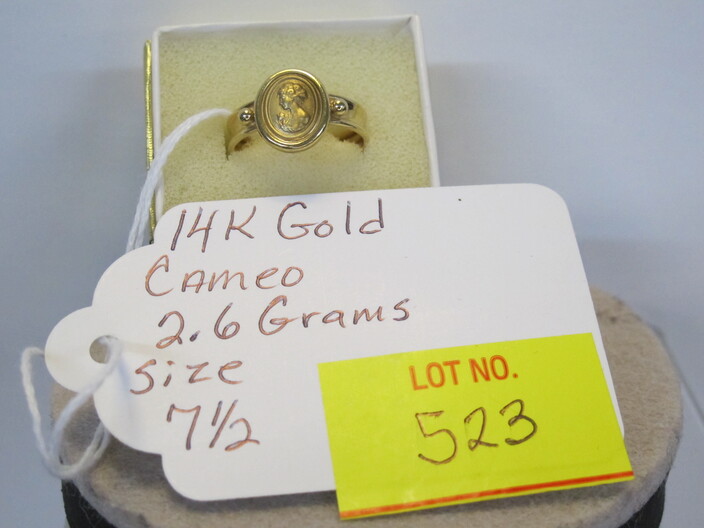 14K Gold
Cameo
2.6 Grams
Size
7 1/2
LOT NO.
523